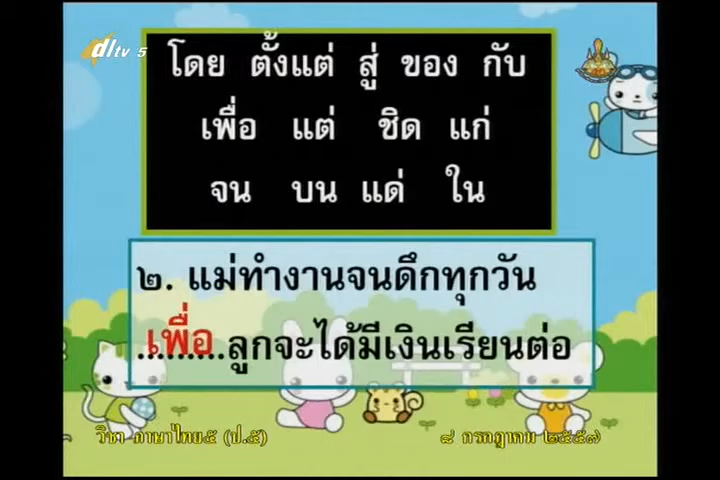 dltv 5
โดย ตั้งแต่ สู่ ของ กับ
เพื่อ แต่ ชิด แก่
จน บน แด่ ใน
๒. แม่ทำงานจนดึกทุกวัน
..เพื่อ..ลูกจะได้มีเงินเรียนต่อ
วิชา ภาษาไทย๕ (ป.๕)
๘ กรกฎาคม ๒๕๕๗